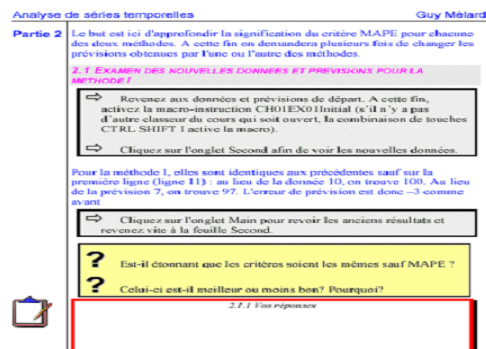 Analyse de séries temporelles Guy Mélard
Partie 2 Le but est ici d'approfondir la signification du critère MAPE pour chacune
des deux méthodes. A cette fin on demandera plusieurs fois de changer les
prévisions obtenues par l'une ou l'autre des méthodes.
2.1 EXAMEN DES NOUVELLES DONNEES ET PREVISIONS POUR LA
METHODE I
⇨ Revenez aux données et prévisions de départ. A cette fin,
activez la macro-instruction CH01EX01Initial (s'il n'y a pas
d'autre classeur du cours qui soit ouvert, la combinaison de touches
CTRL SHIFT I active la macro).
⇨ Cliquez sur l'onglet Second afin de voir les nouvelles données.
Pour la méthode I, elles sont identiques aux précédentes sauf sur la
première ligne (ligne 11) : au lieu de la donnée 10, on trouve 100. Au lieu
de la prévision 7, on trouve 97. L'erreur de prévision est donc –3 comme
avant
⇨ Cliquez sur l'onglet Main pour revoir les anciens résultats et
revenez vite à la feuille Second.
? Est-il étonnant que les critères soient les mêmes sauf MAPE ?
? Celui-ci est-il meilleur ou moins bon? Pourquoi?
2.1.1 Vos réponses